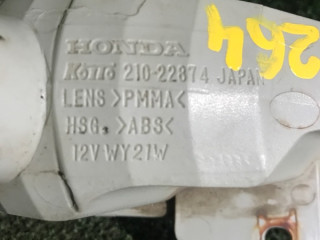 264
HONDA
KOITO 210-22874 JAPAN
LENS >PMMA<
HSG. >ABS<
12V WY21W